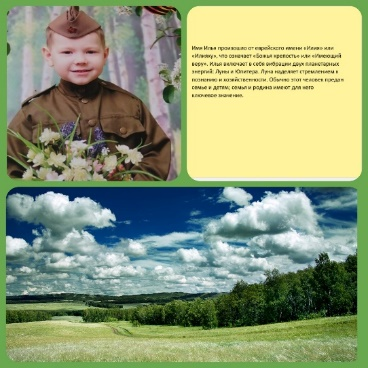 Имя Илья произошло от еврейского имени «Илия» или
«Илияху», что означает «Божья крепость» или «Имеющий
веру». Илья включает в себя вибрации двух планетарных
энергий: Луны и Юпитера. Луна наделяет стремлением к
познанию и хозяйственности. Обычно этот человек предан
семье и детям, семья и родина имеют для него
ключевое значение.